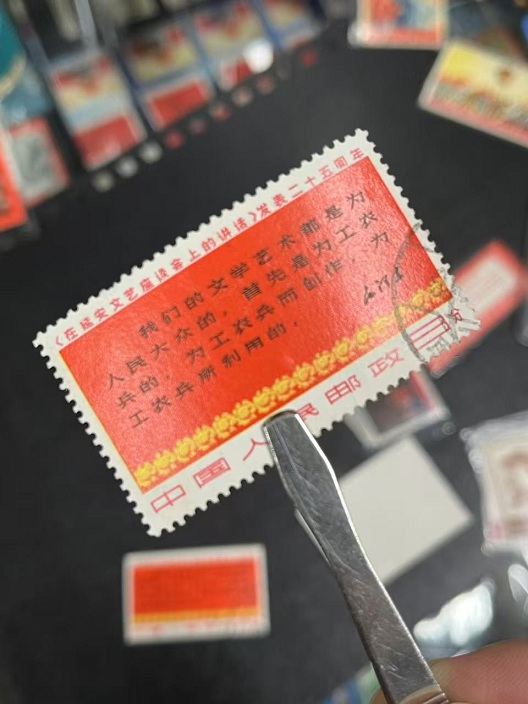 《在延安文艺座谈会上的讲话》发表二十五周年
我们的文学艺术都是为
人民大众的，首先是为工农
兵的，为工农兵而创作，为
工农兵所利用的。
毛泽东
中国人民邮政